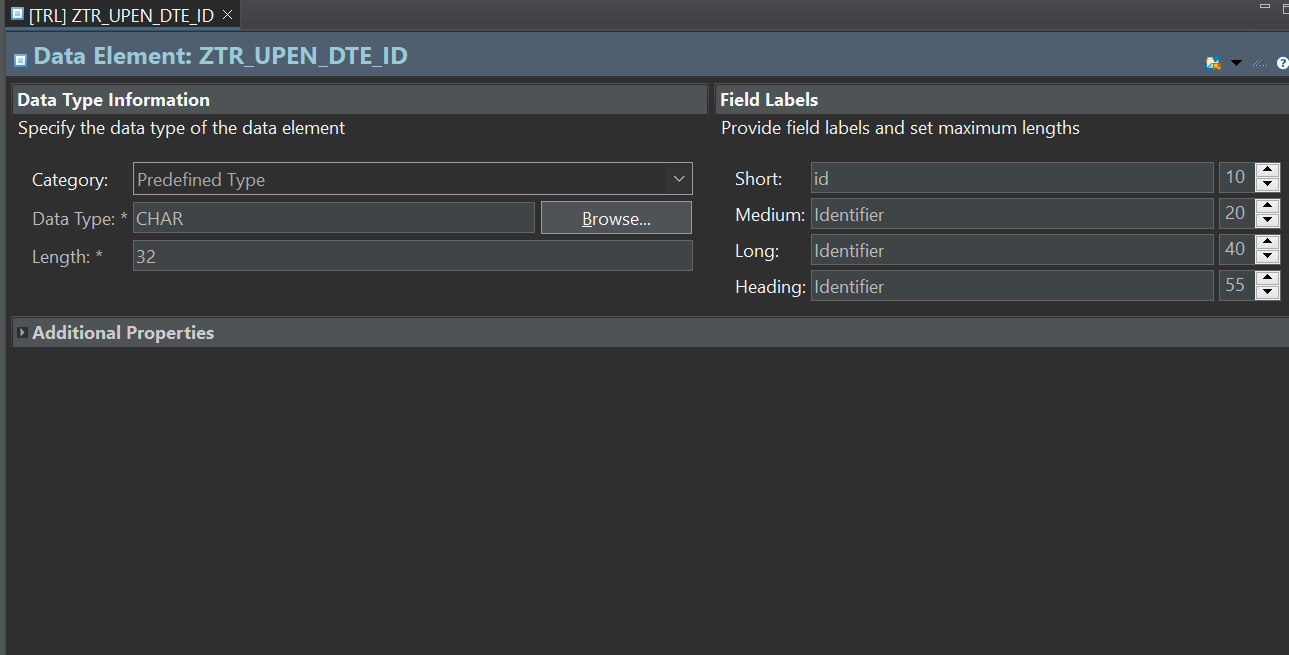 [TRL] ZTR_UPEN_DTE_ID
Data Element: ZTR_UPEN_DTE_ID
Data Type Information
Specify the data type of the data element
Category: Predefined Type
Data Type: * CHAR Browse...
Length: * 32
Field Labels
Provide field labels and set maximum lengths
Short: id 10
Medium: Identifier 20
Long: Identifier 40
Heading: Identifier 55
Additional Properties